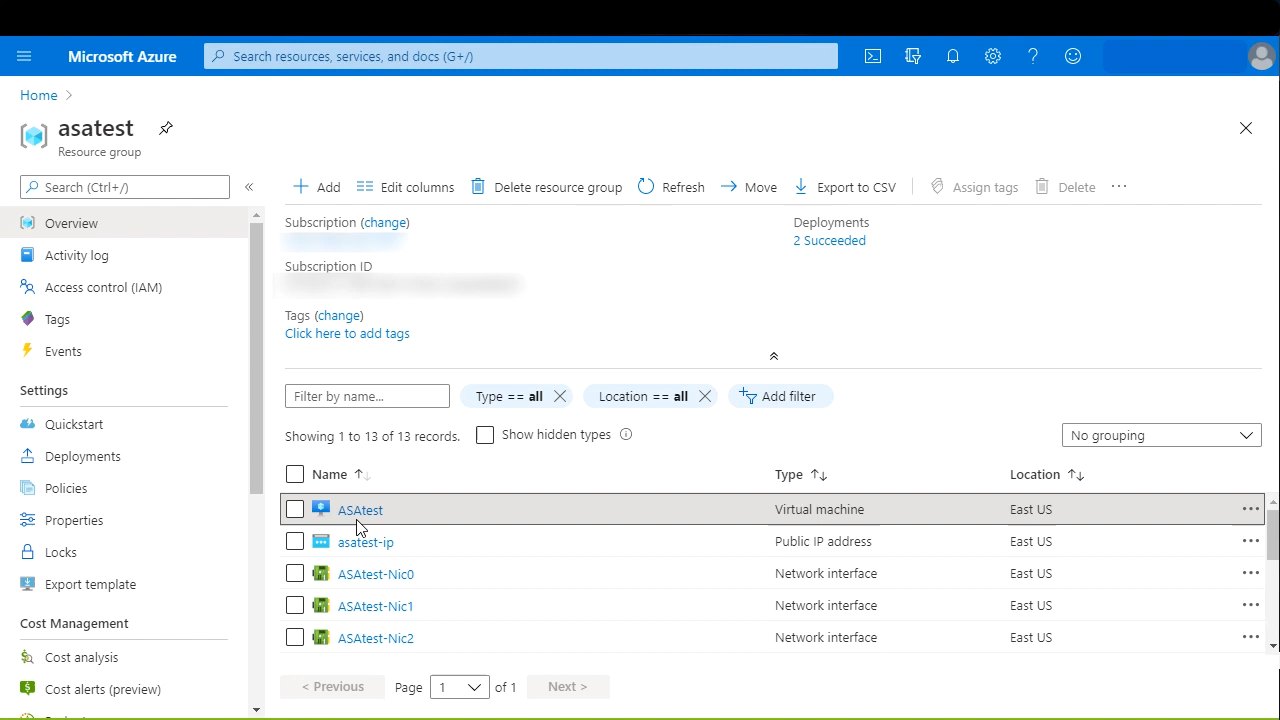 Microsoft Azure
Search resources, services, and docs (G+/)
Home
asatest
Resource group
Search (Ctrl+/)
Add
Edit columns
Delete resource group
Refresh
Move
Export to CSV
Assign tags
Delete
Overview
Activity log
Access control (IAM)
Tags
Events
Settings
Quickstart
Deployments
Policies
Properties
Locks
Export template
Cost Management
Cost analysis
Cost alerts (preview)
Subscription (change)
Deployments
2 Succeeded
Subscription ID
Tags (change)
Click here to add tags
Filter by name...
Type == all
Location == all
Add filter
Showing 1 to 13 of 13 records.
Show hidden types
No grouping
Name Type Location
ASAtest Virtual machine East US
asatest-ip Public IP address East US
ASAtest-Nic0 Network interface East US
ASAtest-Nic1 Network interface East US
ASAtest-Nic2 Network interface East US
< Previous Page 1 of 1 Next >